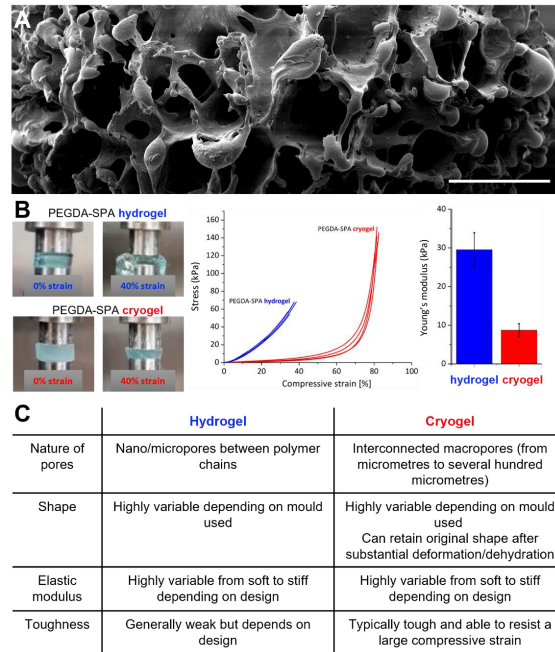 A
B
PEGDA-SPA hydrogel
0% strain
40% strain
PEGDA-SPA cryogel
0% strain
40% strain
Stress (kPa)
160
140
120
100
80
60
40
20
0
PEGDA-SPA cryogel
PEGDA-SPA hydrogel
0 20 40 60 80 100
Compressive strain [%]
Young's modulus (kPa)
40
30
20
10
0
hydrogel cryogel
C
Hydrogel Cryogel
Nature of pores
Nano/micropores between polymer
chains
Interconnected macropores (from
micrometres to several hundred
micrometres)
Shape
Highly variable depending on mould
used
Highly variable depending on mould
used
Can retain original shape after
substantial deformation/dehydration
Elastic
modulus
Highly variable from soft to stiff
depending on design
Highly variable from soft to stiff
depending on design
Toughness
Generally weak but depends on
design
Typically tough and able to resist a
large compressive strain